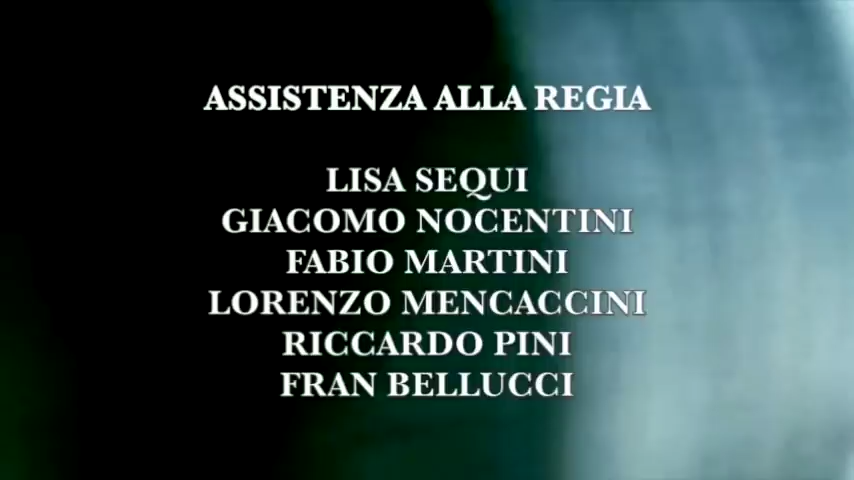 ASSISTENZA ALLA REGIA
LISA SEQUI
GIACOMO NOCENTINI
FABIO MARTINI
LORENZO MENCACCINI
RICCARDO PINI
FRAN BELLUCCI